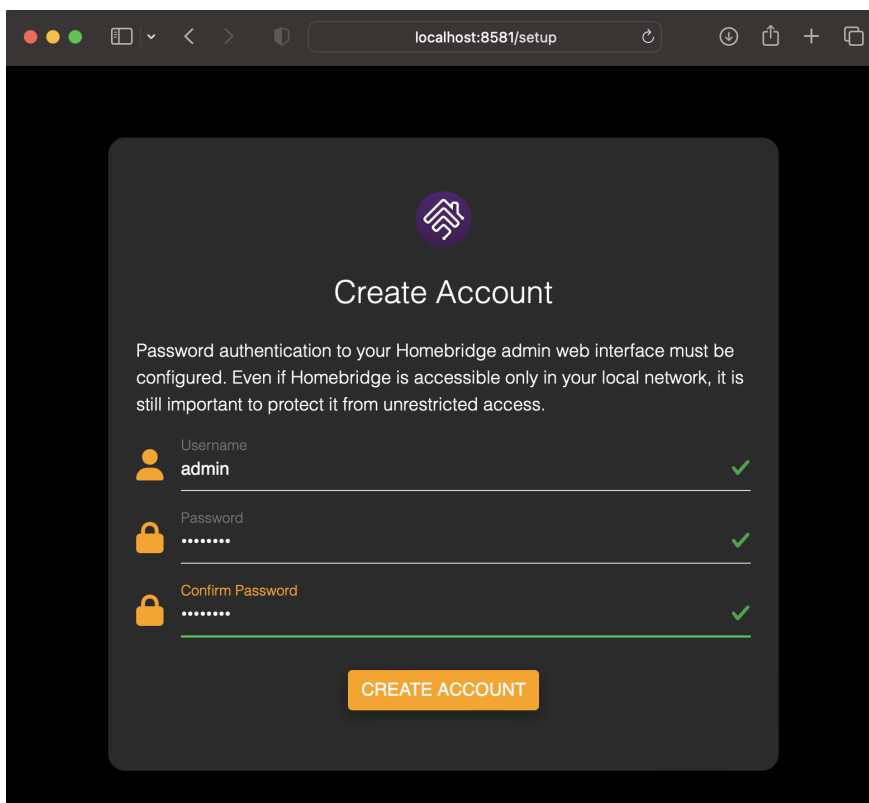 localhost:8581/setup
Create Account
Password authentication to your Homebridge admin web interface must be
configured. Even if Homebridge is accessible only in your local network, it is
still important to protect it from unrestricted access.
Username
admin
Password
••••••••
Confirm Password
••••••••
CREATE ACCOUNT